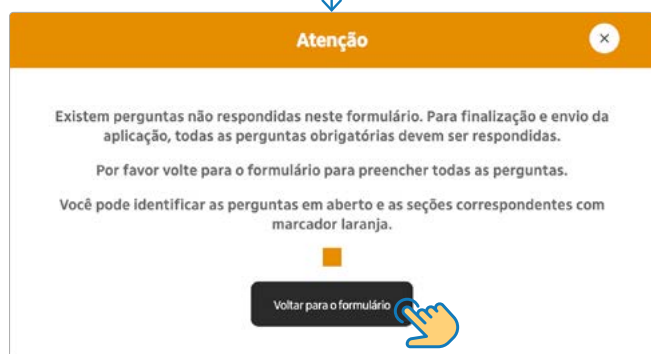 Atenção
Existem perguntas não respondidas neste formulário. Para finalização e envio da
aplicação, todas as perguntas obrigatórias devem ser respondidas.
Por favor volte para o formulário para preencher todas as perguntas.
Você pode identificar as perguntas em aberto e as seções correspondentes com
marcador laranja.
Voltar para o formulário